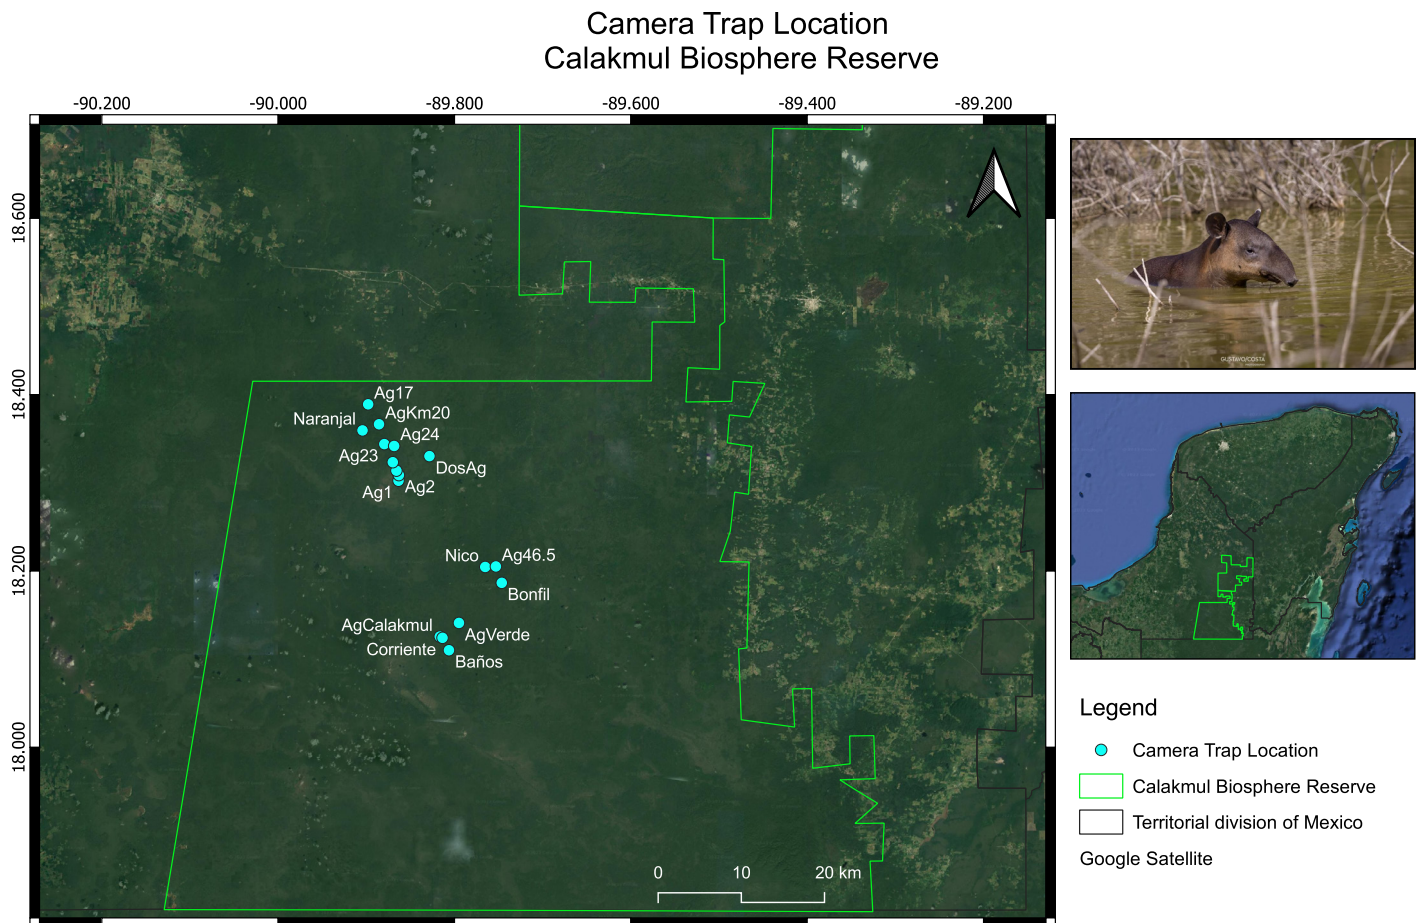 Camera Trap Location
Calakmul Biosphere Reserve
-90.200 -90.000 -89.800 -89.600 -89.400 -89.200
18.600
18.400
18.200
18.000
Ag17
AgKm20
Naranjal
Ag24
Ag23
DosAg
Ag1
Ag2
Nico
Ag46.5
Bonfil
AgCalakmul
AgVerde
Corriente
Baños
0 10 20 km
GUSTAVO/COSTA
Legend
Camera Trap Location
Calakmul Biosphere Reserve
Territorial division of Mexico
Google Satellite